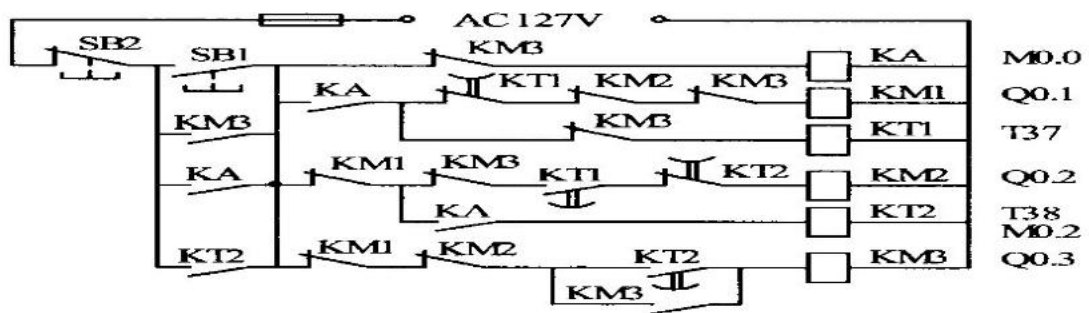 AC 127V
SB2 SB1 KM3 KA M0.0
KA KT1 KM2 KM3 KM1 Q0.1
KM3 KM3 KT1 T37
KA KM1 KM3 KT1 KT2 KM2 Q0.2
KA KT2 T38
M0.2
KT2 KM1 KM2 KT2 KM3 Q0.3
KM3